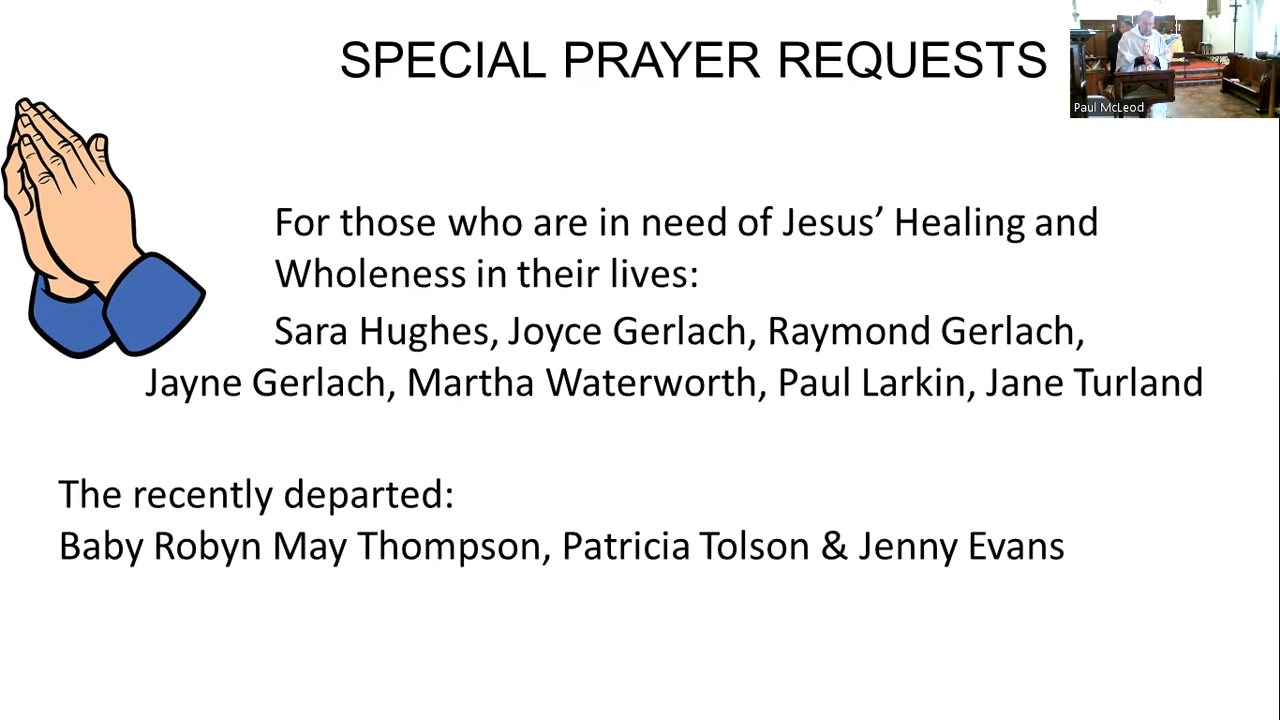 SPECIAL PRAYER REQUESTS
Paul McLeod
For those who are in need of Jesus’ Healing and
Wholeness in their lives:
Sara Hughes, Joyce Gerlach, Raymond Gerlach,
Jayne Gerlach, Martha Waterworth, Paul Larkin, Jane Turland
The recently departed:
Baby Robyn May Thompson, Patricia Tolson & Jenny Evans